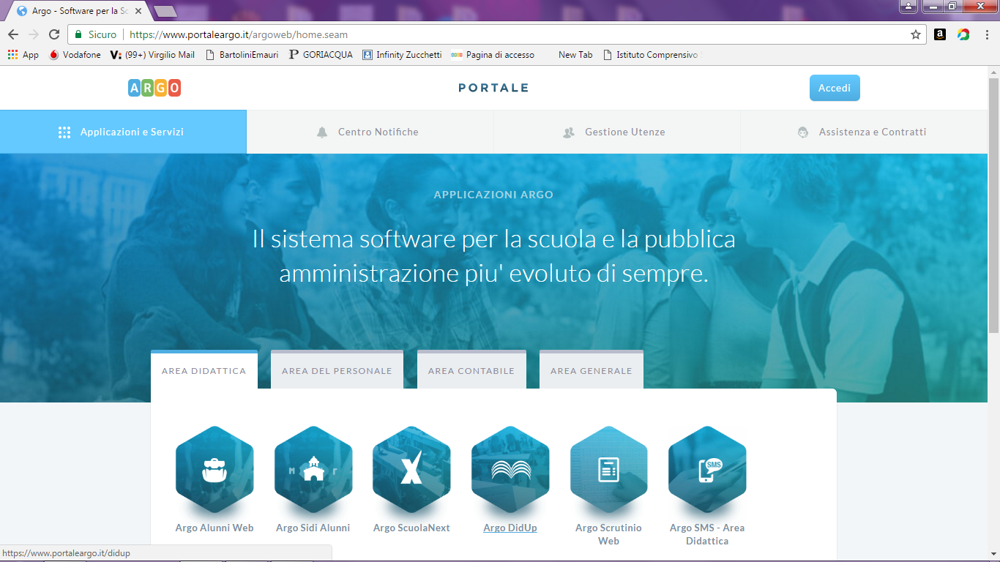 Argo - Software per la Sc
Sicuro | https://www.portaleargo.it/argoweb/home.seam
App Vodafone (99+) Virgilio Mail BartoliniEmauri GORIACQUA Infinity Zucchetti Pagina di accesso New Tab Istituto Comprensivo
ARGO PORTALE Accedi
Applicazioni e Servizi Centro Notifiche Gestione Utenze Assistenza e Contratti
APPLICAZIONI ARGO
Il sistema software per la scuola e la pubblica
amministrazione piu' evoluto di sempre.
AREA DIDATTICA AREA DEL PERSONALE AREA CONTABILE AREA GENERALE
SMS
Argo Alunni Web Argo Sidi Alunni Argo ScuolaNext Argo DidUp Argo Scrutinio Argo SMS - Area
Web Didattica
https://www.portaleargo.it/didup